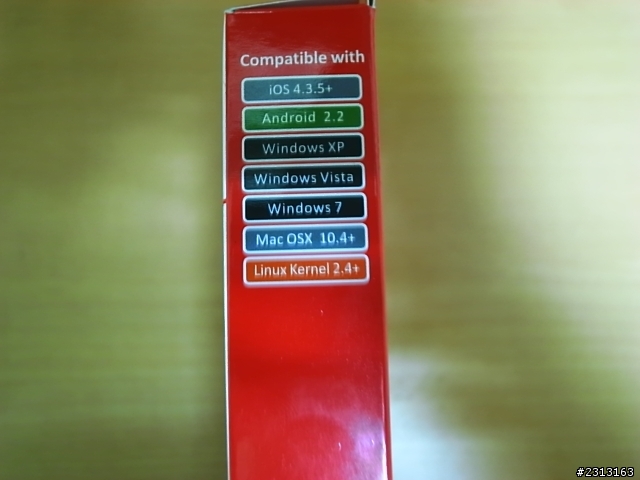 Compatible with
iOS 4.3.5+
Android 2.2
Windows XP
Windows Vista
Windows 7
Mac OSX 10.4+
Linux Kernel 2.4+
#2313163